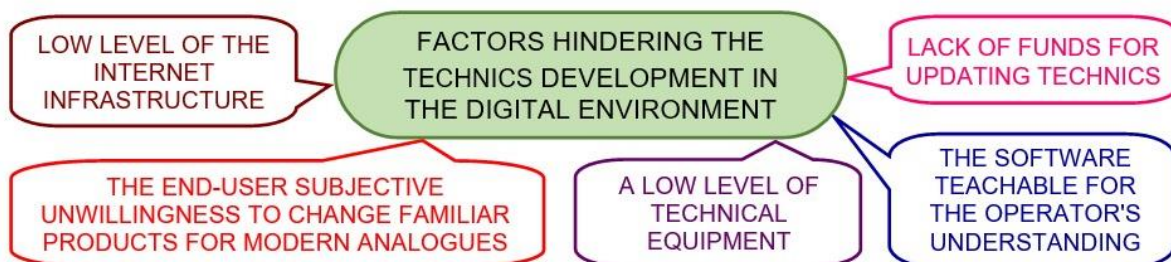 LOW LEVEL OF THE
INTERNET
INFRASTRUCTURE
FACTORS HINDERING THE
TECHNICS DEVELOPMENT IN
THE DIGITAL ENVIRONMENT
LACK OF FUNDS FOR
UPDATING TECHNICS
THE END-USER SUBJECTIVE
UNWILLINGNESS TO CHANGE FAMILIAR
PRODUCTS FOR MODERN ANALOGUES
A LOW LEVEL OF
TECHNICAL
EQUIPMENT
THE SOFTWARE
TEACHABLE FOR
THE OPERATOR'S
UNDERSTANDING